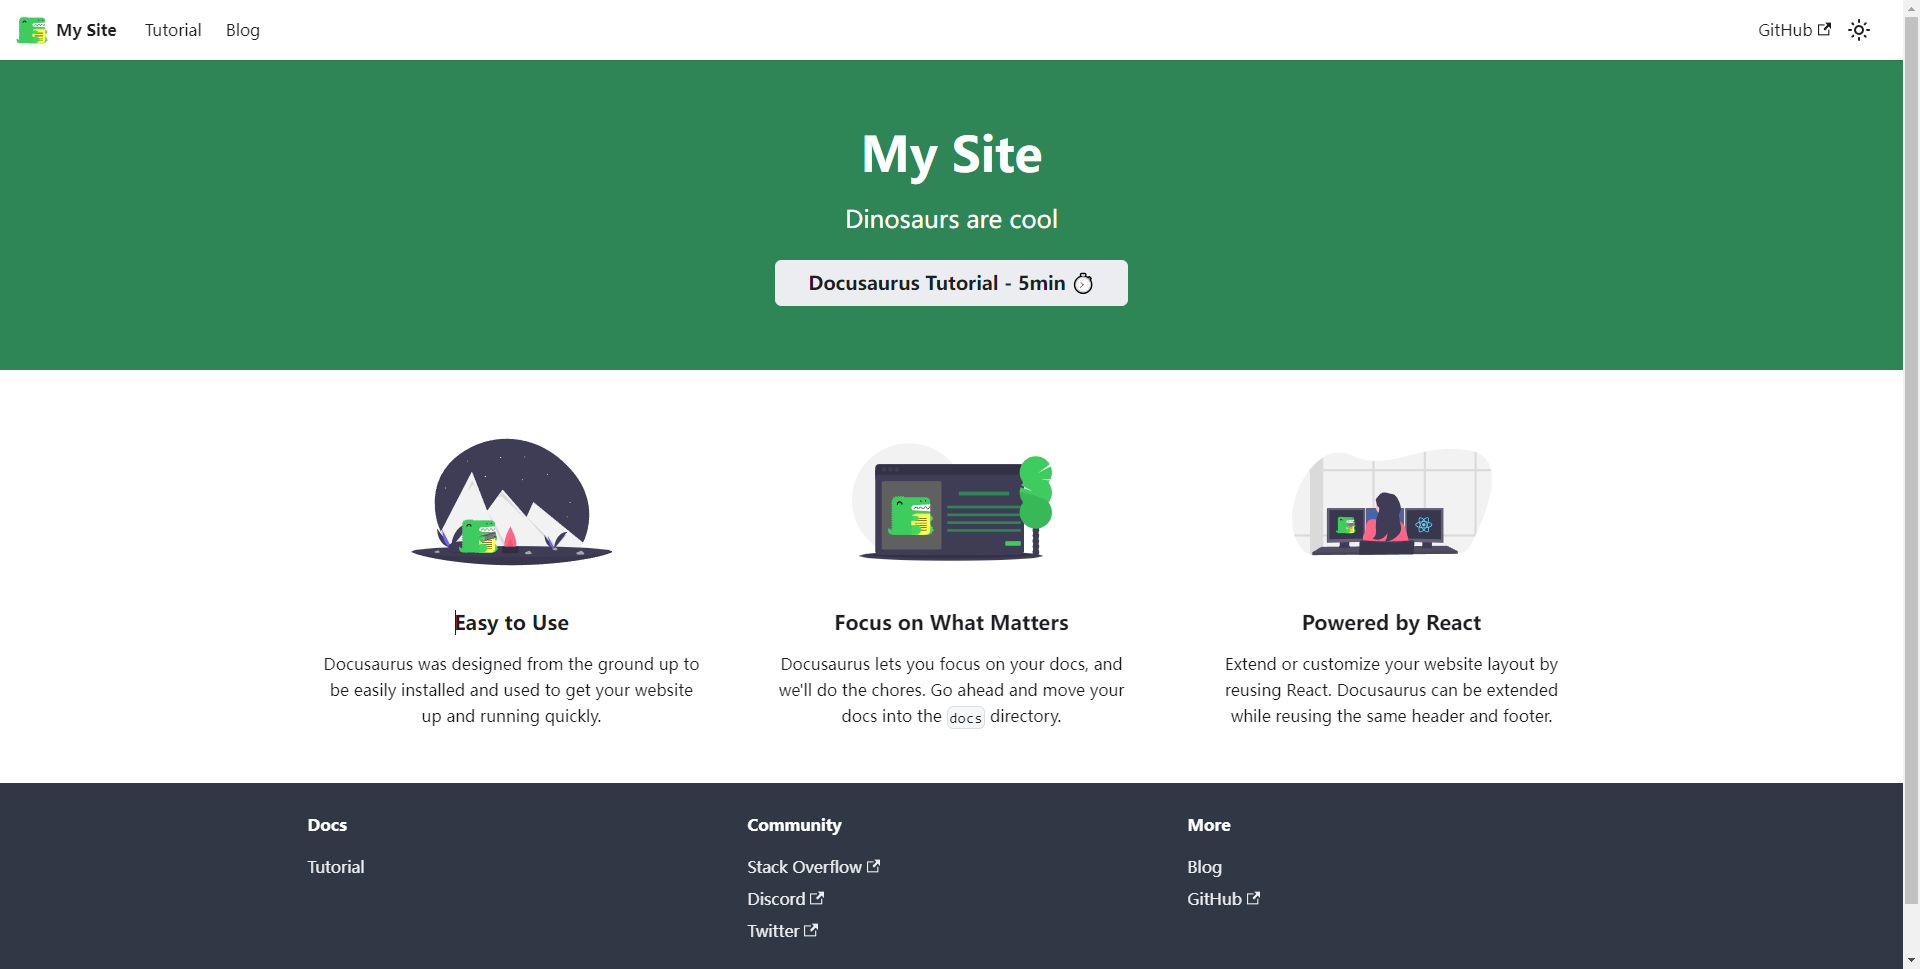 My Site Tutorial Blog GitHub
My Site
Dinosaurs are cool
Docusaurus Tutorial - 5min ⏱️
Easy to Use
Docusaurus was designed from the ground up to
be easily installed and used to get your website
up and running quickly.
Focus on What Matters
Docusaurus lets you focus on your docs, and
we'll do the chores. Go ahead and move your
docs into the docs directory.
Powered by React
Extend or customize your website layout by
reusing React. Docusaurus can be extended
while reusing the same header and footer.
Docs
Tutorial
Community
Stack Overflow
Discord
Twitter
More
Blog
GitHub